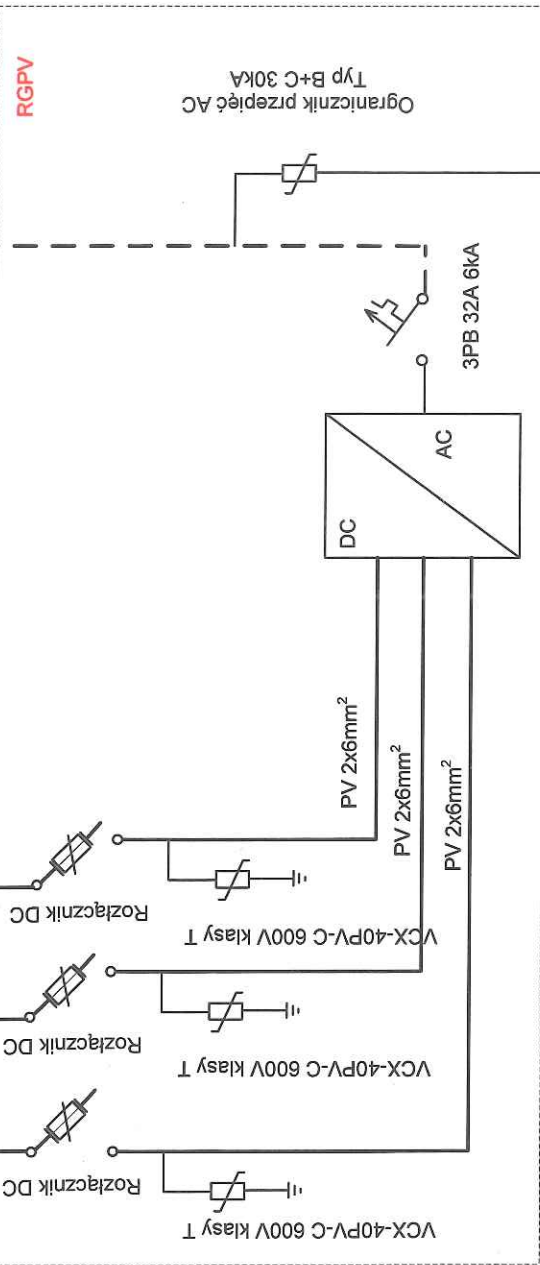 RGPV
Ogranicznik przepięć AC
Typ B+C 30kA
3PB 32A 6kA
DC
AC
PV 2x6mm²
PV 2x6mm²
PV 2x6mm²
Rozłącznik DC
VCX-40PV-C 600V klasy T
Rozłącznik DC
VCX-40PV-C 600V klasy T
Rozłącznik DC
VCX-40PV-C 600V klasy T